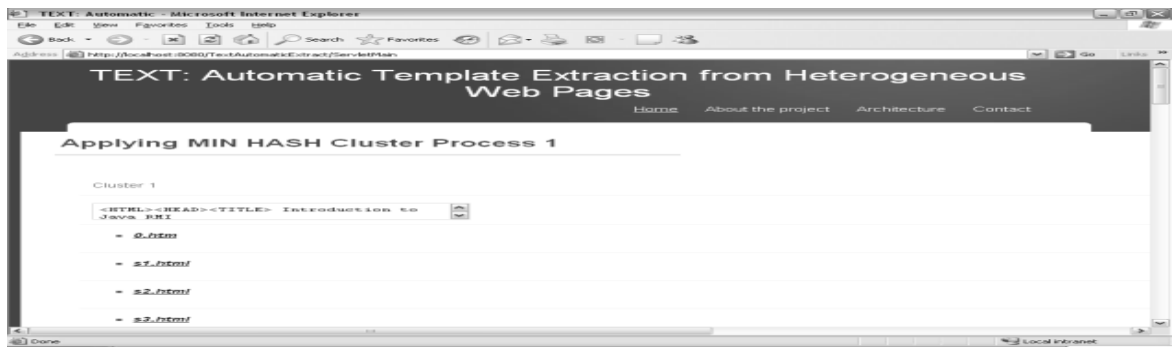 TEXT: Automatic - Microsoft Internet Explorer
File Edit View Favorites Tools Help
Back Search Favorites
Address http://localhost:8080/TextAutomaticExtract/ServletMain Go Links »
TEXT: Automatic Template Extraction from Heterogeneous
Web Pages
Home About the project Architecture Contact
Applying MIN HASH Cluster Process 1
Cluster 1
<HTML><HEAD><TITLE> Introduction to
Java RMI
0.htm
s1.html
s2.html
s3.html
Done Local intranet